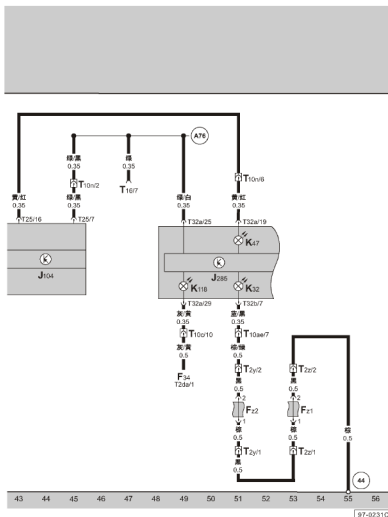 A76
绿/黑
0.35
绿
0.35
T10n/2
T10n/6
T16/7
黄/红
0.35
绿/黑
0.35
绿/白
0.35
黄/红
0.35
T25/16
T25/7
T32a/25
T32a/19
K47
J104
J285
K118
K32
T32a/29
T32b/7
灰/黄
0.35
蓝/黑
0.35
T10c/10
T10ae/7
灰/黄
0.5
棕/绿
0.5
F34
T2da/1
T2y/2
T2z/2
黑
0.5
黑
0.5
棕
0.5
2
2
Fz2
Fz1
1
1
棕
0.5
棕
0.5
T2y/1
T2z/1
黑
0.5
44
43 44 45 46 47 48 49 50 51 52 53 54 55 56
97-0231C